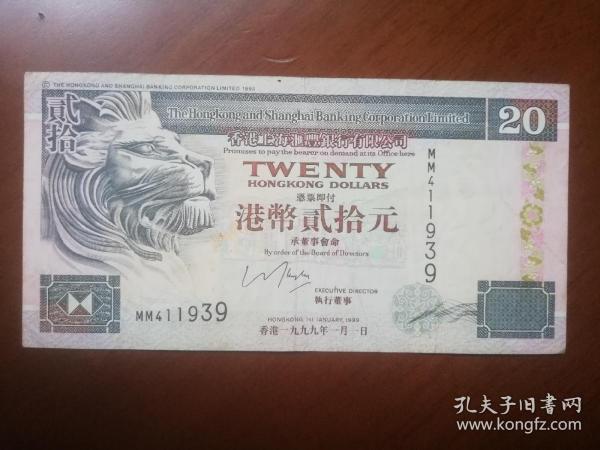 © THE HONGKONG AND SHANGHAI BANKING CORPORATION LIMITED 1993
貳拾
The Hongkong and Shanghai Banking Corporation Limited
20
香港上海滙豐銀行有限公司
Promises to pay the bearer on demand at its Office here
TWENTY
HONGKONG DOLLARS
憑票即付
港幣貳拾元
承董事會命
By order of the Board of Directors
MM411939
EXECUTIVE DIRECTOR
執行董事
MM411939
HONGKONG 1st JANUARY, 1999
香港一九九九年一月一日
孔夫子旧书网
www.kongfz.com